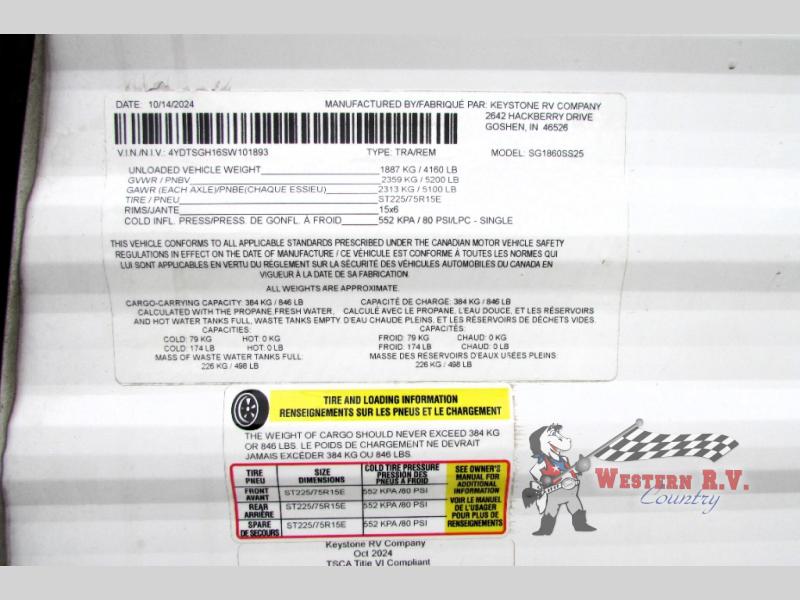 DATE: 10/14/2024 MANUFACTURED BY/FABRIQUÉ PAR: KEYSTONE RV COMPANY
2642 HACKBERRY DRIVE
GOSHEN, IN 46526
V.I.N./N.I.V.: 4YDTSGH16SW101893 TYPE: TRA/REM MODEL: SG1860SS25
UNLOADED VEHICLE WEIGHT 1887 KG / 4160 LB
GVWR / PNBV 2359 KG / 5200 LB
GAWR (EACH AXLE)/PNBE(CHAQUE ESSIEU) 2313 KG / 5100 LB
TIRE / PNEU ST225/75R15E
RIMS/JANTE 15x6
COLD INFL. PRESS/PRESS. DE GONFL. À FROID 552 KPA / 80 PSI/LPC - SINGLE
THIS VEHICLE CONFORMS TO ALL APPLICABLE STANDARDS PRESCRIBED UNDER THE CANADIAN MOTOR VEHICLE SAFETY
REGULATIONS IN EFFECT ON THE DATE OF MANUFACTURE / CE VÉHICULE EST CONFORME À TOUTES LES NORMES QUI
LUI SONT APPLICABLES EN VERTU DU RÈGLEMENT SUR LA SÉCURITÉ DES VÉHICULES AUTOMOBILES DU CANADA EN
VIGUEUR À LA DATE DE SA FABRICATION.
ALL WEIGHTS ARE APPROXIMATE.
CARGO-CARRYING CAPACITY: 384 KG / 846 LB CAPACITÉ DE CHARGE: 384 KG / 846 LB
CALCULATED WITH THE PROPANE, FRESH WATER, CALCULÉ AVEC LE PROPANE, L'EAU DOUCE, ET LES RÉSERVOIRS
AND HOT WATER TANKS FULL, WASTE TANKS EMPTY D'EAU CHAUDE PLEINS, ET LES RÉSERVOIRS DE DÉCHETS VIDES.
CAPACITIES: CAPACITÉS:
COLD: 79 KG HOT: 0 KG FROID: 79 KG CHAUD: 0 KG
COLD: 174 LB HOT: 0 LB FROID: 174 LB CHAUD: 0 LB
MASS OF WASTE WATER TANKS FULL: MASSE DES RÉSERVOIRS D'EAUX USÉES PLEINS:
226 KG / 498 LB 226 KG / 498 LB
TIRE AND LOADING INFORMATION
RENSEIGNEMENTS SUR LES PNEUS ET LE CHARGEMENT
THE WEIGHT OF CARGO SHOULD NEVER EXCEED 384 KG
OR 846 LBS. LE POIDS DE CHARGEMENT NE DEVRAIT
JAMAIS EXCÉDER 384 KG OU 846 LBS.
TIRE PNEU SIZE DIMENSIONS COLD TIRE PRESSURE PRESSION DES PNEUS A FROID
FRONT AVANT ST225/75R15E 552 KPA/80 PSI
REAR ARRIÈRE ST225/75R15E 552 KPA/80 PSI
SPARE DE SECOURS ST225/75R15E 552 KPA/80 PSI
SEE OWNER'S
MANUAL FOR
ADDITIONAL
INFORMATION
VOIR LE MANUEL
DE L'USAGER
POUR PLUS DE
RENSEIGNEMENTS
Keystone RV Company
Oct 2024
TSCA Title VI Compliant
WESTERN R.V.
Country